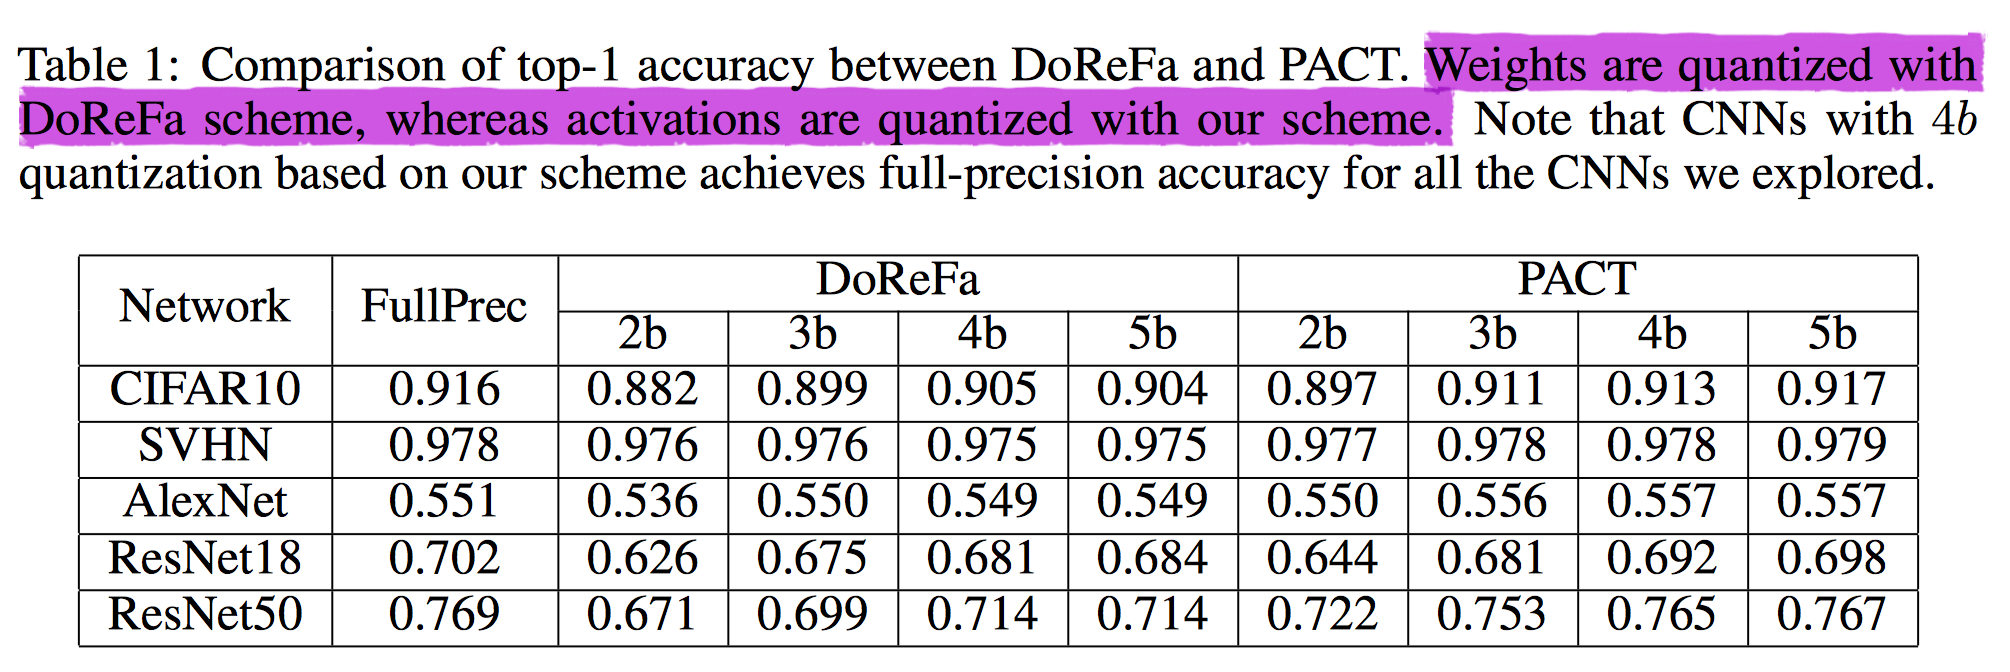 Table 1: Comparison of top-1 accuracy between DoReFa and PACT. Weights are quantized with
DoReFa scheme, whereas activations are quantized with our scheme. Note that CNNs with 4b
quantization based on our scheme achieves full-precision accuracy for all the CNNs we explored.
Network FullPrec DoReFa PACT
2b 3b 4b 5b 2b 3b 4b 5b
CIFAR10 0.916 0.882 0.899 0.905 0.904 0.897 0.911 0.913 0.917
SVHN 0.978 0.976 0.976 0.975 0.975 0.977 0.978 0.978 0.979
AlexNet 0.551 0.536 0.550 0.549 0.549 0.550 0.556 0.557 0.557
ResNet18 0.702 0.626 0.675 0.681 0.684 0.644 0.681 0.692 0.698
ResNet50 0.769 0.671 0.699 0.714 0.714 0.722 0.753 0.765 0.767